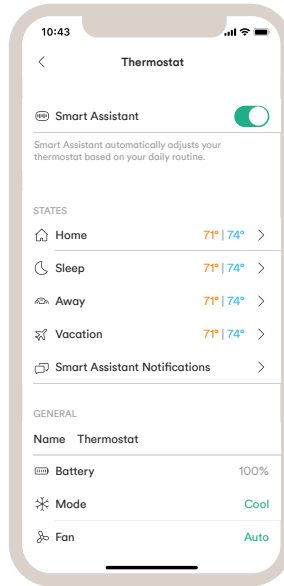 10:43
Thermostat
Smart Assistant
Smart Assistant automatically adjusts your
thermostat based on your daily routine.
STATES
Home 71° | 74°
Sleep 71° | 74°
Away 71° | 74°
Vacation 71° | 74°
Smart Assistant Notifications
GENERAL
Name Thermostat
Battery 100%
Mode Cool
Fan Auto